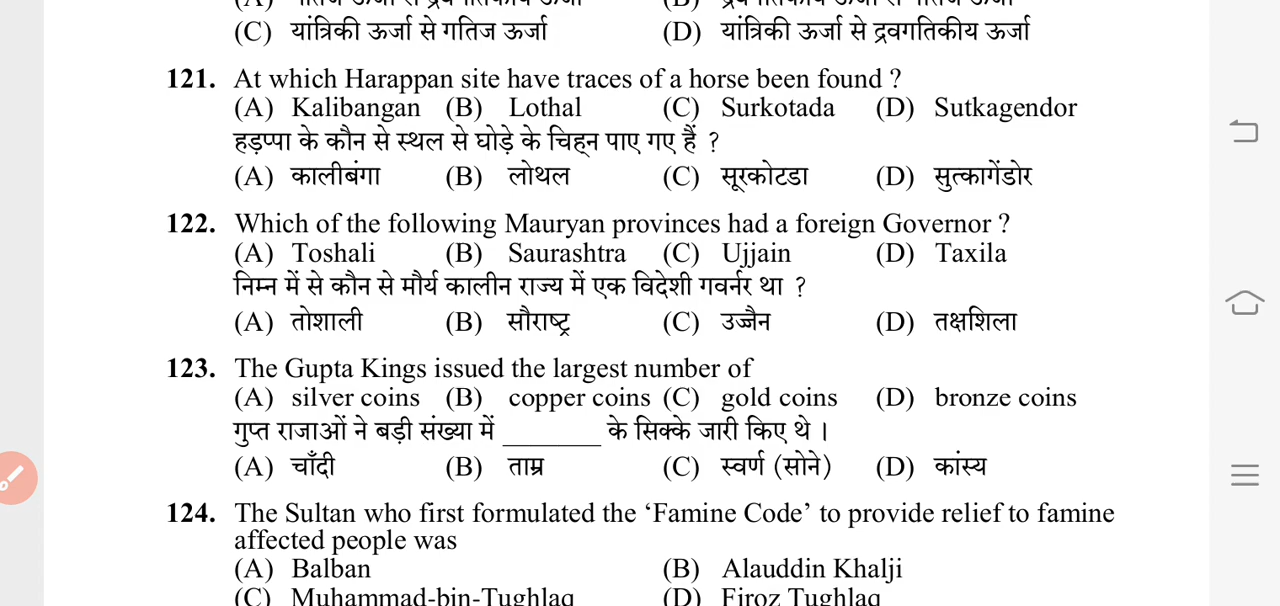 (C) यांत्रिकी ऊर्जा से गतिज ऊर्जा (D) यांत्रिकी ऊर्जा से द्रवगतिकीय ऊर्जा
121. At which Harappan site have traces of a horse been found ?
(A) Kalibangan (B) Lothal (C) Surkotada (D) Sutkagendor
हड़प्पा के कौन से स्थल से घोड़े के चिह्न पाए गए हैं ?
(A) कालीबंगा (B) लोथल (C) सूरकोटडा (D) सुत्कागेंडोर
122. Which of the following Mauryan provinces had a foreign Governor ?
(A) Toshali (B) Saurashtra (C) Ujjain (D) Taxila
निम्न में से कौन से मौर्य कालीन राज्य में एक विदेशी गवर्नर था ?
(A) तोशाली (B) सौराष्ट्र (C) उज्जैन (D) तक्षशिला
123. The Gupta Kings issued the largest number of
(A) silver coins (B) copper coins (C) gold coins (D) bronze coins
गुप्त राजाओं ने बड़ी संख्या में _______ के सिक्के जारी किए थे ।
(A) चाँदी (B) ताम्र (C) स्वर्ण (सोने) (D) कांस्य
124. The Sultan who first formulated the ‘Famine Code’ to provide relief to famine
affected people was
(A) Balban (B) Alauddin Khalji
(C) Muhammad-bin-Tughlaq (D) Firoz Tughlaq